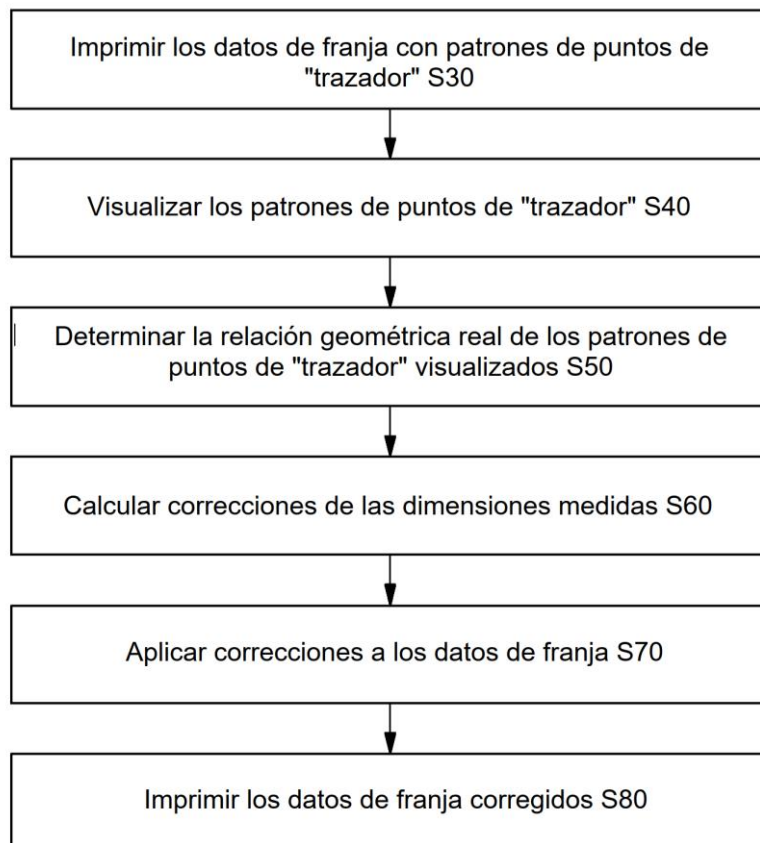 Imprimir los datos de franja con patrones de puntos de
"trazador" S30
Visualizar los patrones de puntos de "trazador" S40
Determinar la relación geométrica real de los patrones de
puntos de "trazador" visualizados S50
Calcular correcciones de las dimensiones medidas S60
Aplicar correcciones a los datos de franja S70
Imprimir los datos de franja corregidos S80